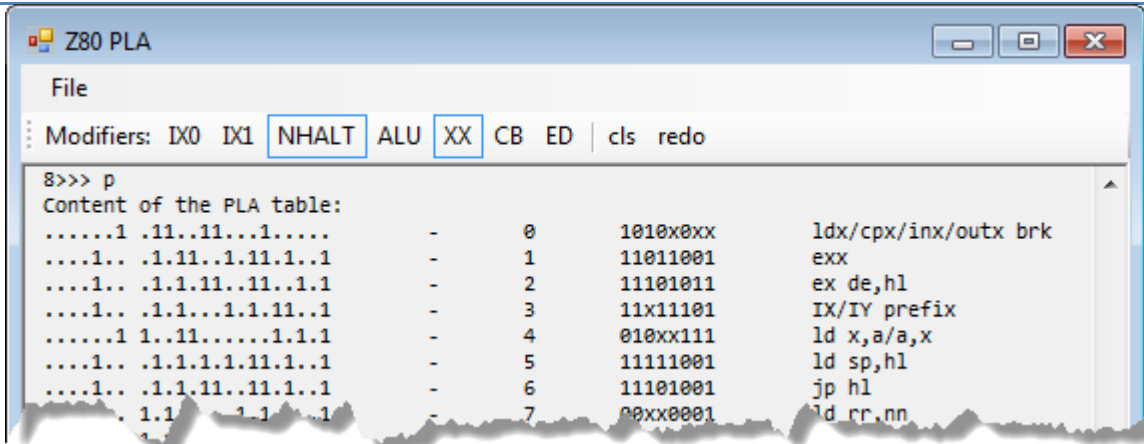 Z80 PLA
File
Modifiers: IX0 IX1 NHALT ALU XX CB ED cls redo
8>>> p
Content of the PLA table:
......1 .11..11...1..... - 0 1010x0xx ldx/cpx/inx/outx brk
....1.. .1.11..1.11.1..1 - 1 11011001 exx
....1.. .1.1.11..11..1.1 - 2 11101011 ex de,hl
....1.. .1.1...1.1.11..1 - 3 11x11101 IX/IY prefix
......1 1..11......1.1.1 - 4 010xx111 ld x,a/a,x
....1.. .1.1.1.1.11.1..1 - 5 11111001 ld sp,hl
....1.. .1.1.11..11.1..1 - 6 11101001 jp hl
7 00xx0001 ld rr,nn